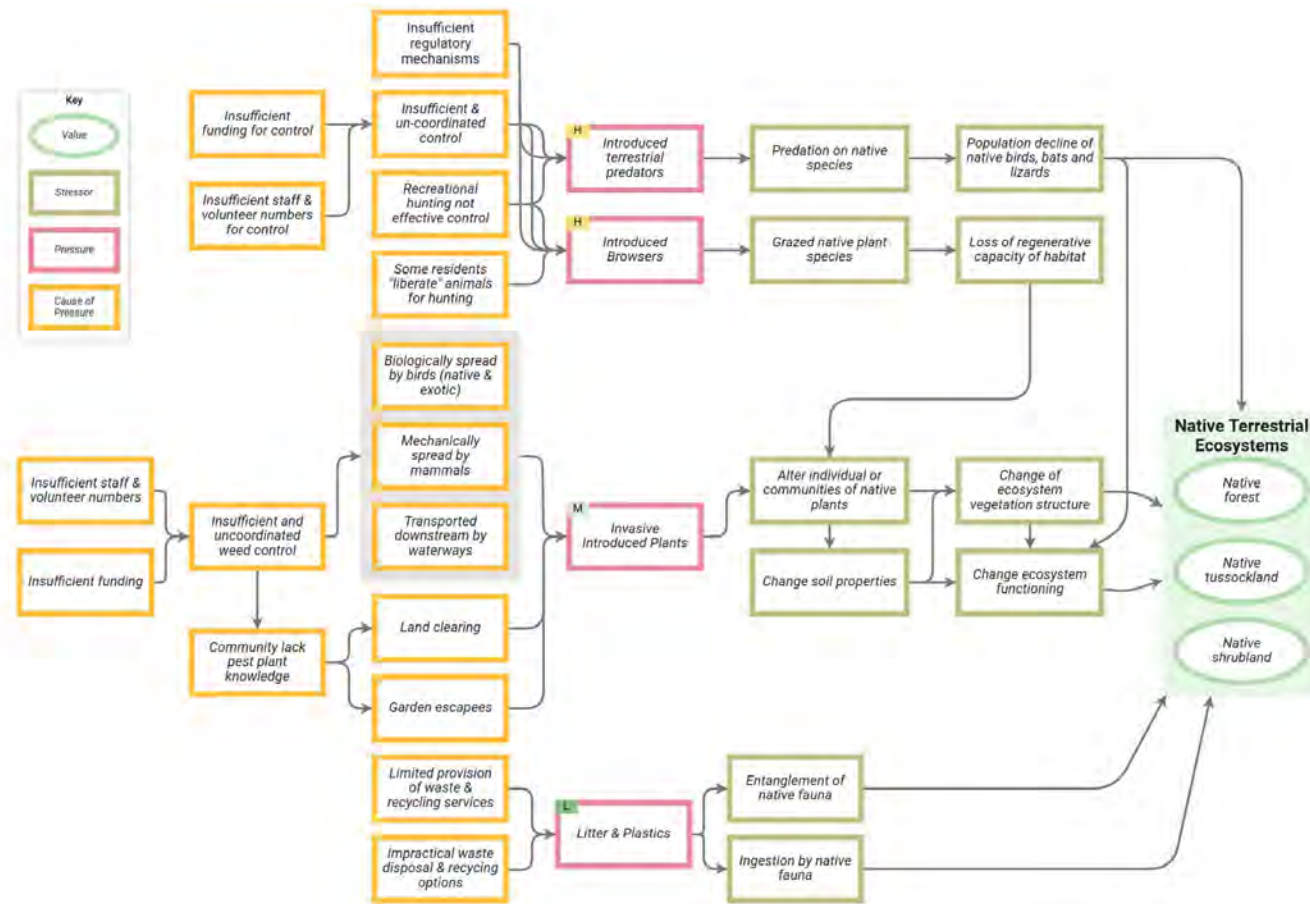 Key
Value
Stressor
Pressure
Cause of
Pressure
Insufficient
funding for control
Insufficient staff &
volunteer numbers
for control
Insufficient
regulatory
mechanisms
Insufficient &
un-coordinated
control
Recreational
hunting not
effective control
Some residents
"liberate" animals
for hunting
H
Introduced
terrestrial
predators
Predation on native
species
Population decline of
native birds, bats and
lizards
H
Introduced
Browsers
Grazed native plant
species
Loss of regenerative
capacity of habitat
Insufficient staff &
volunteer numbers
Insufficient funding
Insufficient and
uncoordinated
weed control
Community lack
pest plant
knowledge
Biologically spread
by birds (native &
exotic)
Mechanically
spread by
mammals
Transported
downstream by
waterways
Land clearing
Garden escapees
M
Invasive
Introduced Plants
Alter individual or
communities of native
plants
Change of
ecosystem
vegetation structure
Change soil properties
Change ecosystem
functioning
Native Terrestrial
Ecosystems
Native
forest
Native
tussockland
Native
shrubland
Limited provision
of waste &
recycling services
Impractical waste
disposal & recycing
options
L
Litter & Plastics
Entanglement of
native fauna
Ingestion by native
fauna